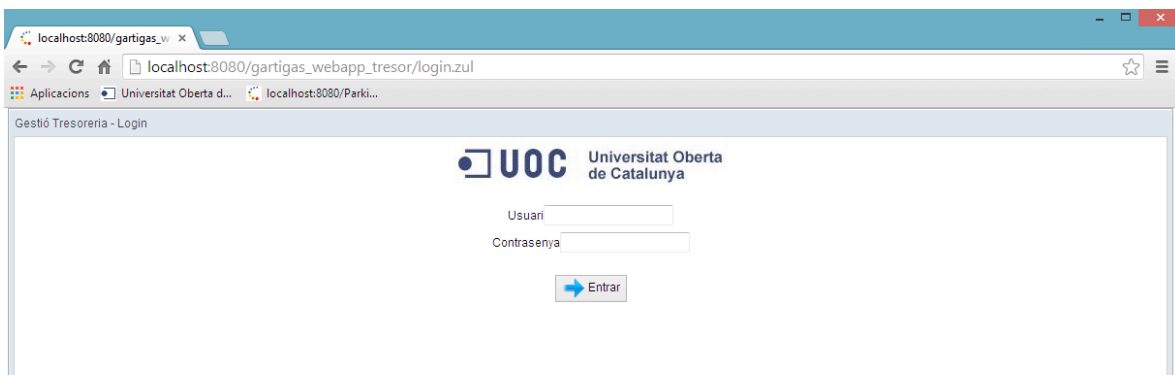 localhost:8080/gartigas_w
localhost:8080/gartigas_webapp_tresor/login.zul
Aplicacions Universitat Oberta d... localhost:8080/Parki...
Gestió Tresoreria - Login
UOC Universitat Oberta
de Catalunya
Usuari
Contrasenya
Entrar